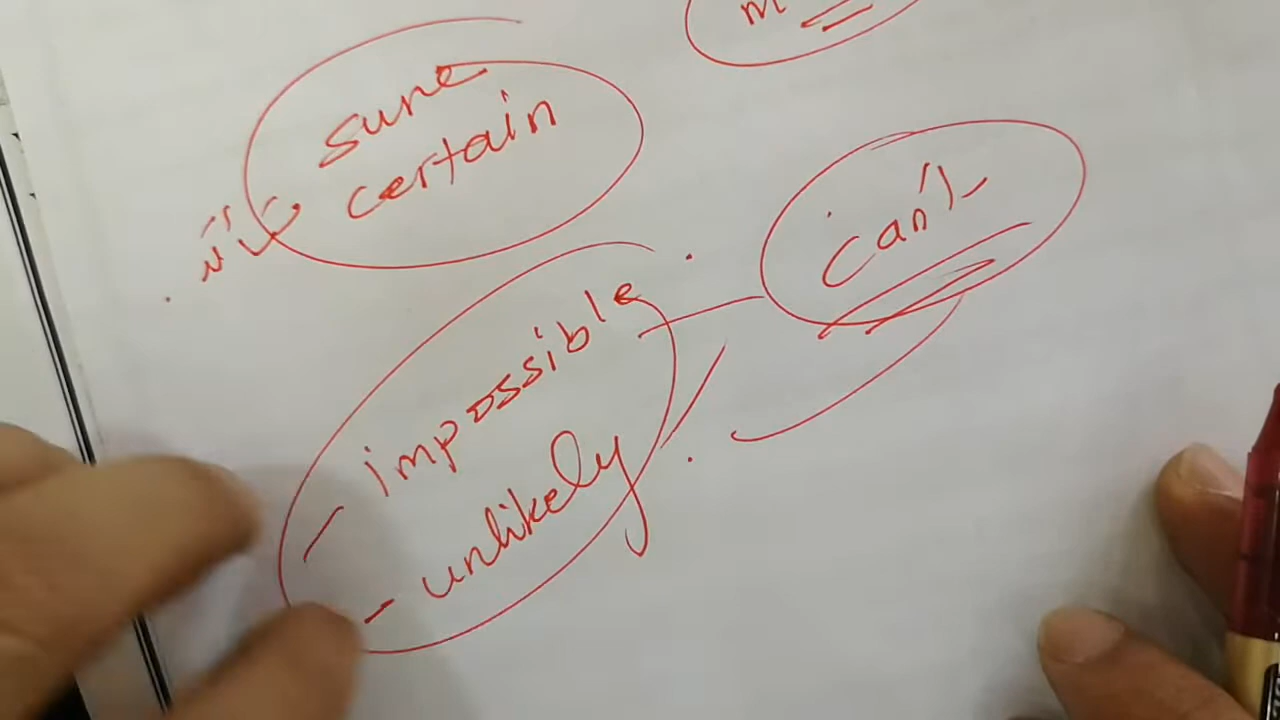 sure
certain
can't
- impossible
- unlikely